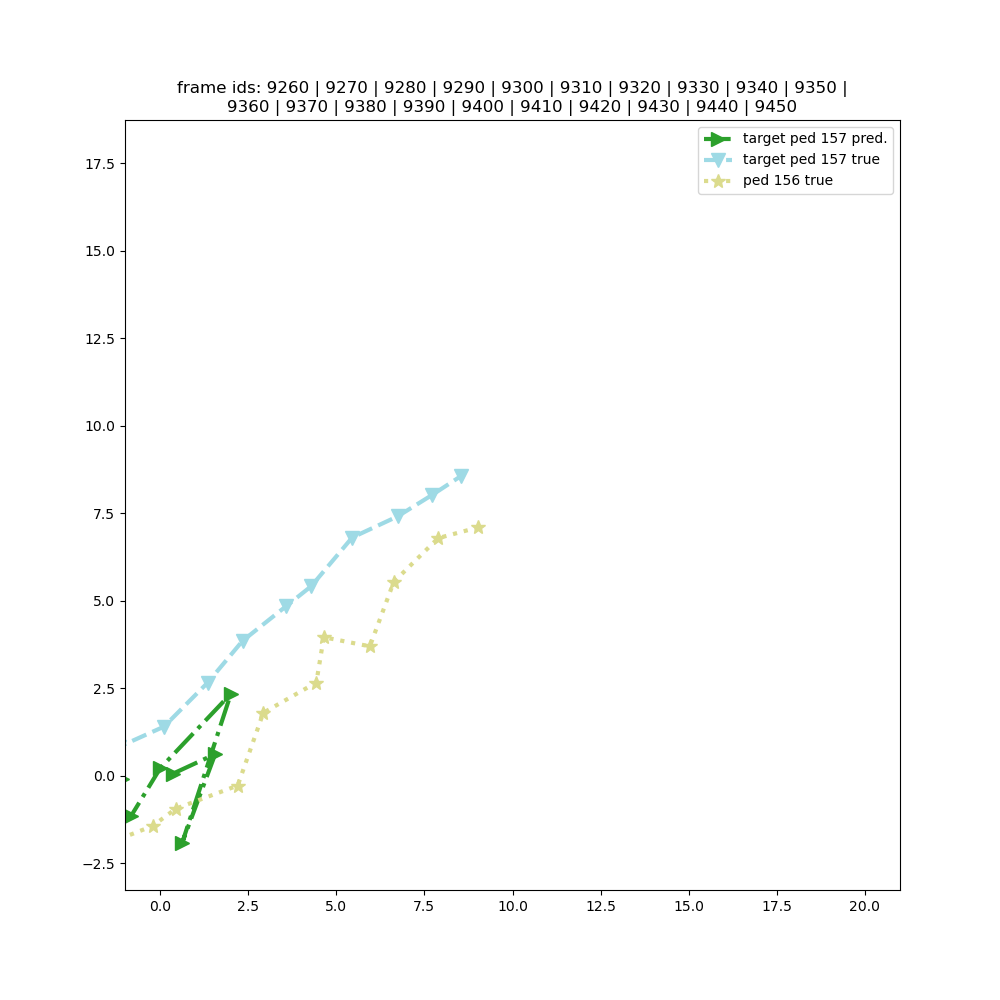 frame ids: 9260 | 9270 | 9280 | 9290 | 9300 | 9310 | 9320 | 9330 | 9340 | 9350 |
9360 | 9370 | 9380 | 9390 | 9400 | 9410 | 9420 | 9430 | 9440 | 9450
target ped 157 pred.
target ped 157 true
ped 156 true
17.5
15.0
12.5
10.0
7.5
5.0
2.5
0.0
−2.5
0.0 2.5 5.0 7.5 10.0 12.5 15.0 17.5 20.0